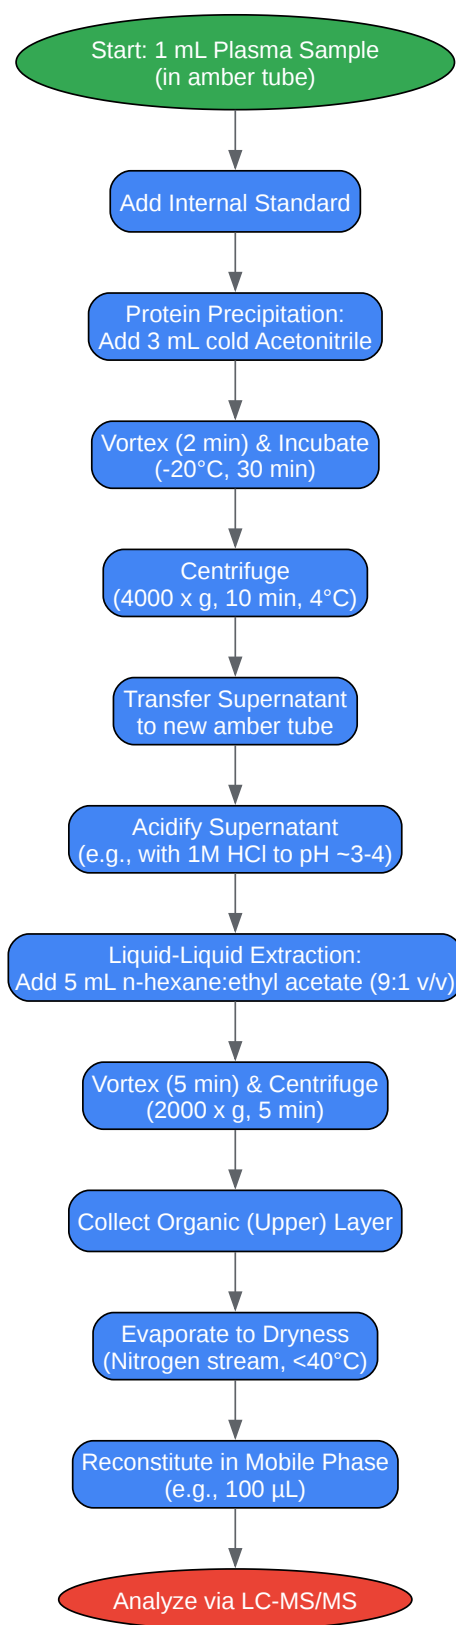 Start: 1 mL Plasma Sample
(in amber tube)
Add Internal Standard
Protein Precipitation:
Add 3 mL cold Acetonitrile
Vortex (2 min) & Incubate
(-20°C, 30 min)
Centrifuge
(4000 x g, 10 min, 4°C)
Transfer Supernatant
to new amber tube
Acidify Supernatant
(e.g., with 1M HCl to pH ~3-4)
Liquid-Liquid Extraction:
Add 5 mL n-hexane:ethyl acetate (9:1 v/v)
Vortex (5 min) & Centrifuge
(2000 x g, 5 min)
Collect Organic (Upper) Layer
Evaporate to Dryness
(Nitrogen stream, <40°C)
Reconstitute in Mobile Phase
(e.g., 100 µL)
Analyze via LC-MS/MS